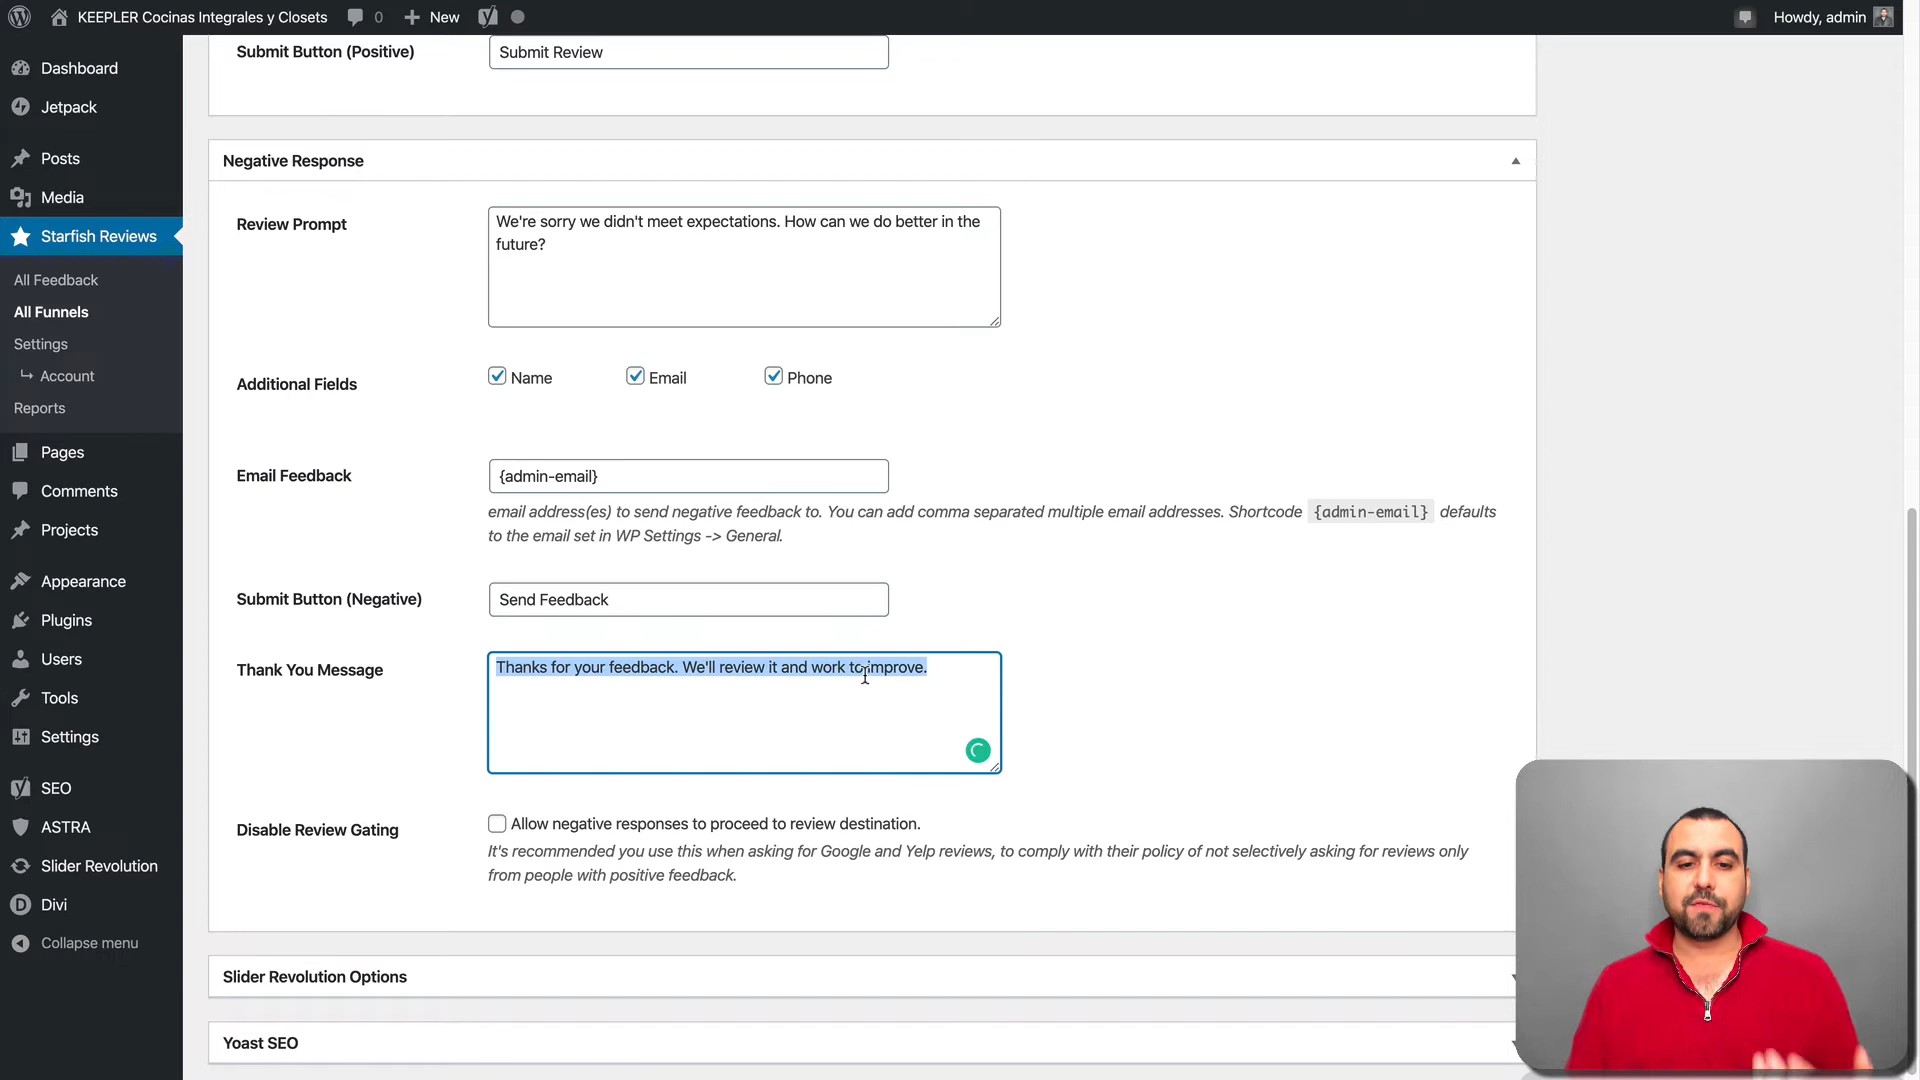 KEEPLER Cocinas Integrales y Closets
0
New
Howdy, admin
Dashboard
Jetpack
Posts
Media
Starfish Reviews
All Feedback
All Funnels
Settings
Account
Reports
Pages
Comments
Projects
Appearance
Plugins
Users
Tools
Settings
SEO
ASTRA
Slider Revolution
Divi
Collapse menu
Submit Button (Positive)
Submit Review
Negative Response
Review Prompt
We're sorry we didn't meet expectations. How can we do better in the
future?
Additional Fields
Name
Email
Phone
Email Feedback
{admin-email}
email address(es) to send negative feedback to. You can add comma separated multiple email addresses. Shortcode {admin-email} defaults
to the email set in WP Settings -> General.
Submit Button (Negative)
Send Feedback
Thank You Message
Thanks for your feedback. We'll review it and work to improve.
Disable Review Gating
Allow negative responses to proceed to review destination.
It's recommended you use this when asking for Google and Yelp reviews, to comply with their policy of not selectively asking for reviews only
from people with positive feedback.
Slider Revolution Options
Yoast SEO